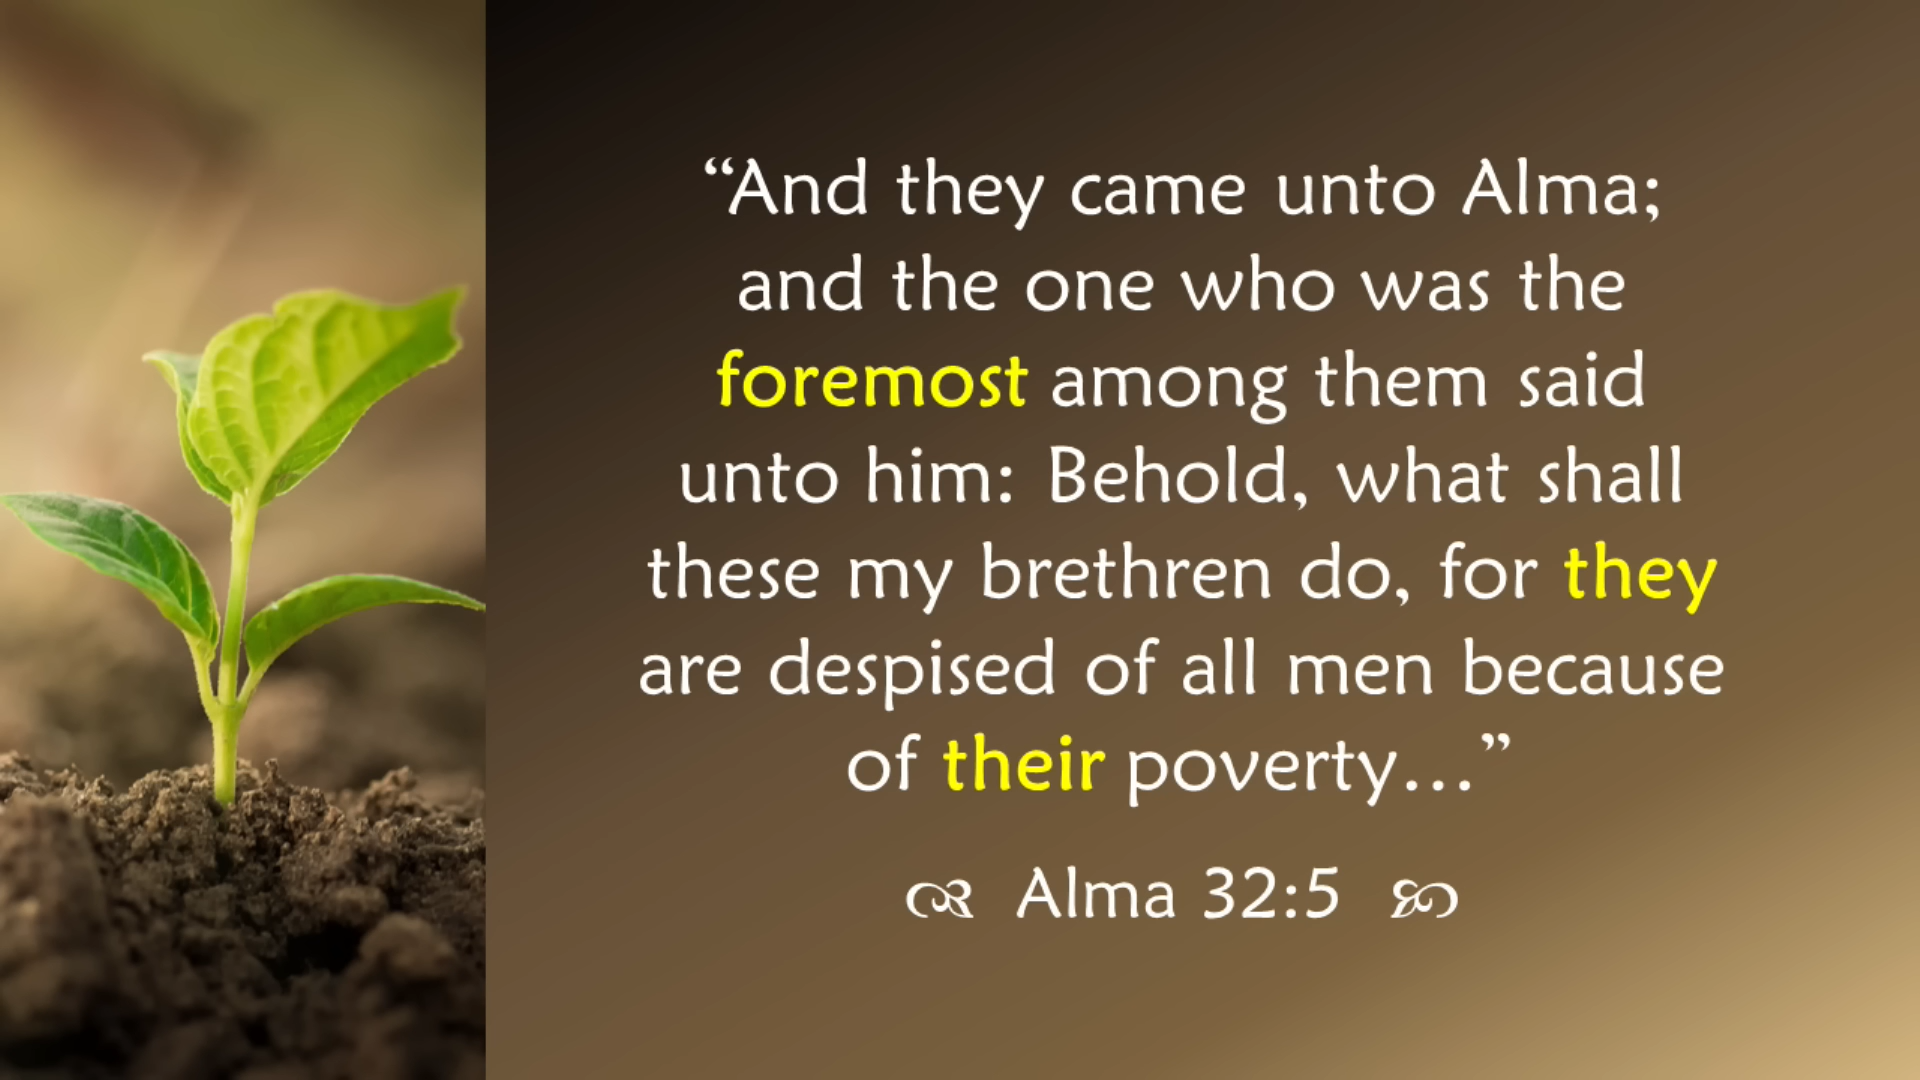 “And they came unto Alma;
and the one who was the
foremost among them said
unto him: Behold, what shall
these my brethren do, for they
are despised of all men because
of their poverty…”
Alma 32:5